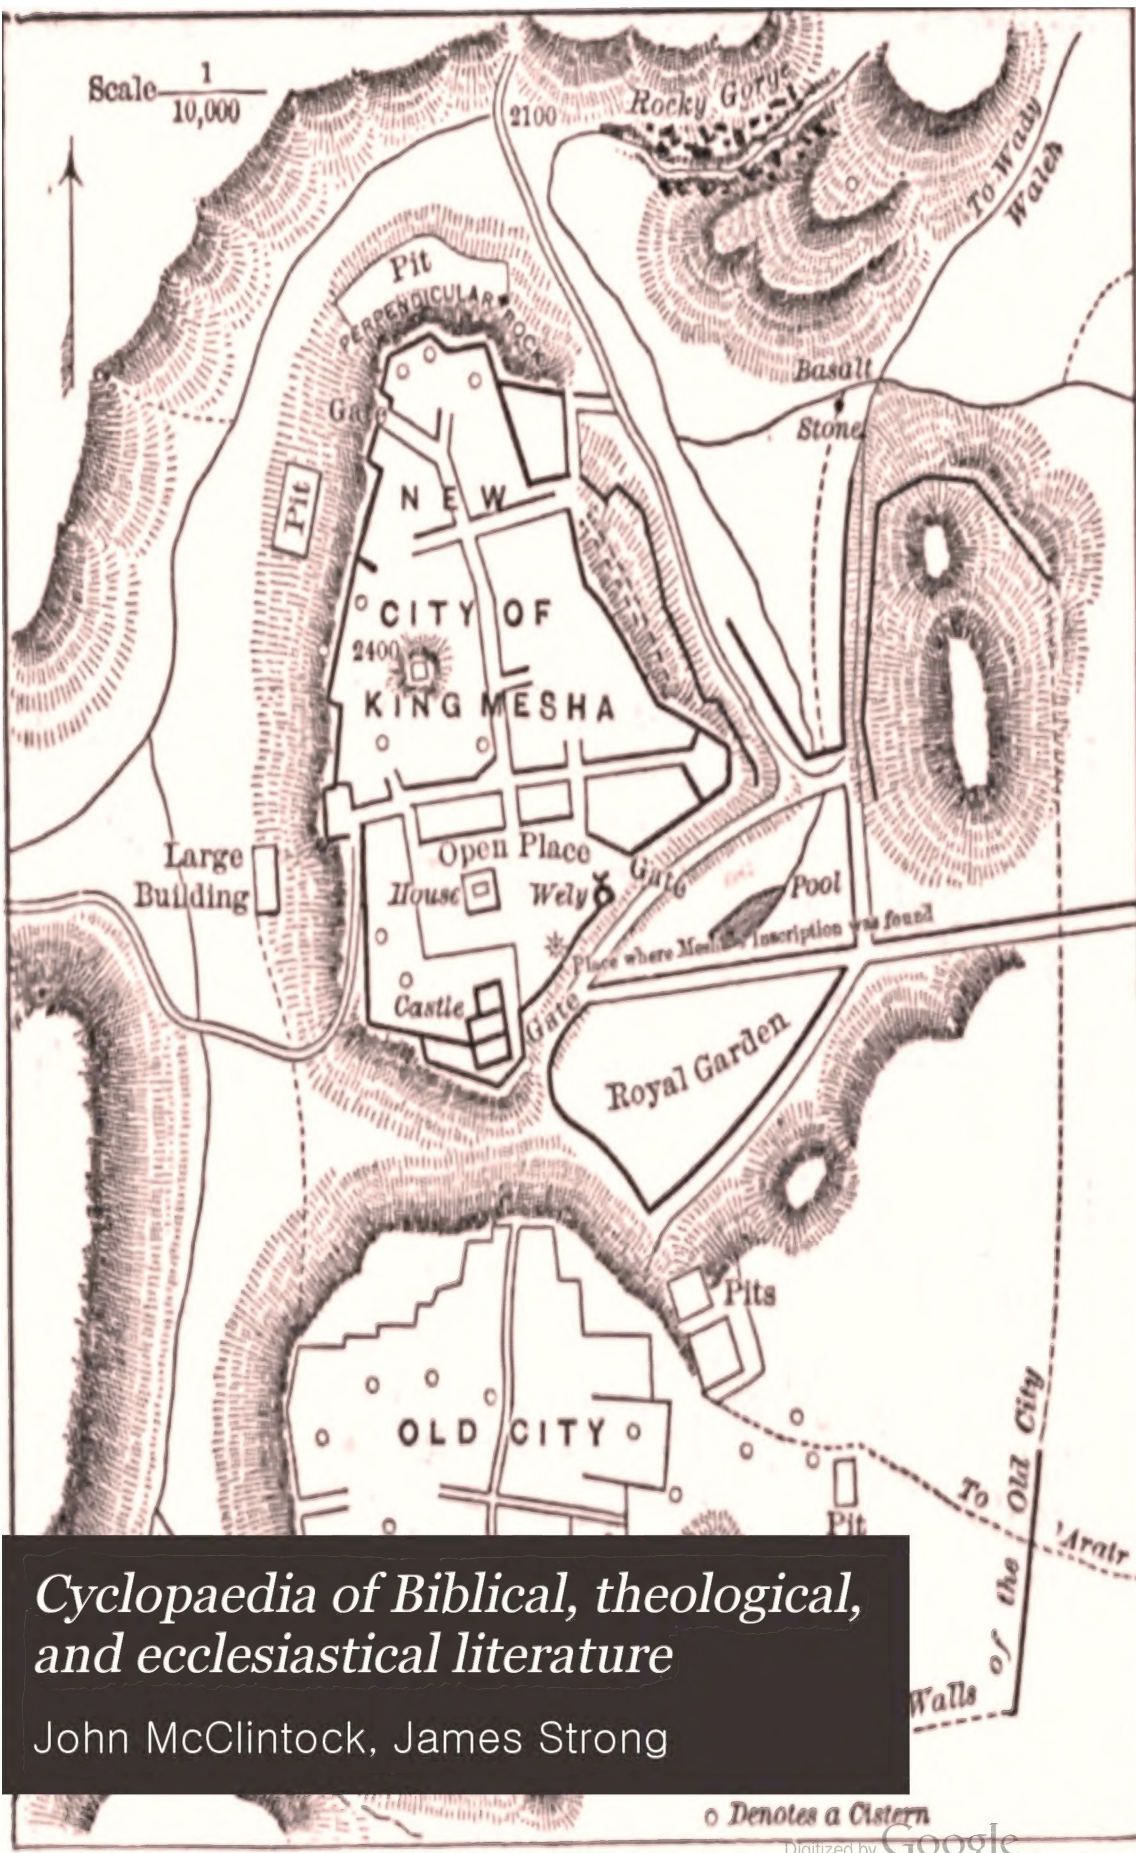 Scale 1
10,000
2100
Rocky Gorge
To Wady
Waleh
Pit
PERPENDICULAR ROCK
Basalt
Stone
Gate
Pit
NEW
CITY OF
2400
KING MESHA
Large
Building
Open Place
House
Wely
Gate
Pool
Place where Mesha's Inscription was found
Castle
Gate
Royal Garden
Pits
OLD CITY
Pit
To 'Arair
Walls of the Old City
Cyclopaedia of Biblical, theological,
and ecclesiastical literature
John McClintock, James Strong
o Denotes a Cistern
Digitized by Google